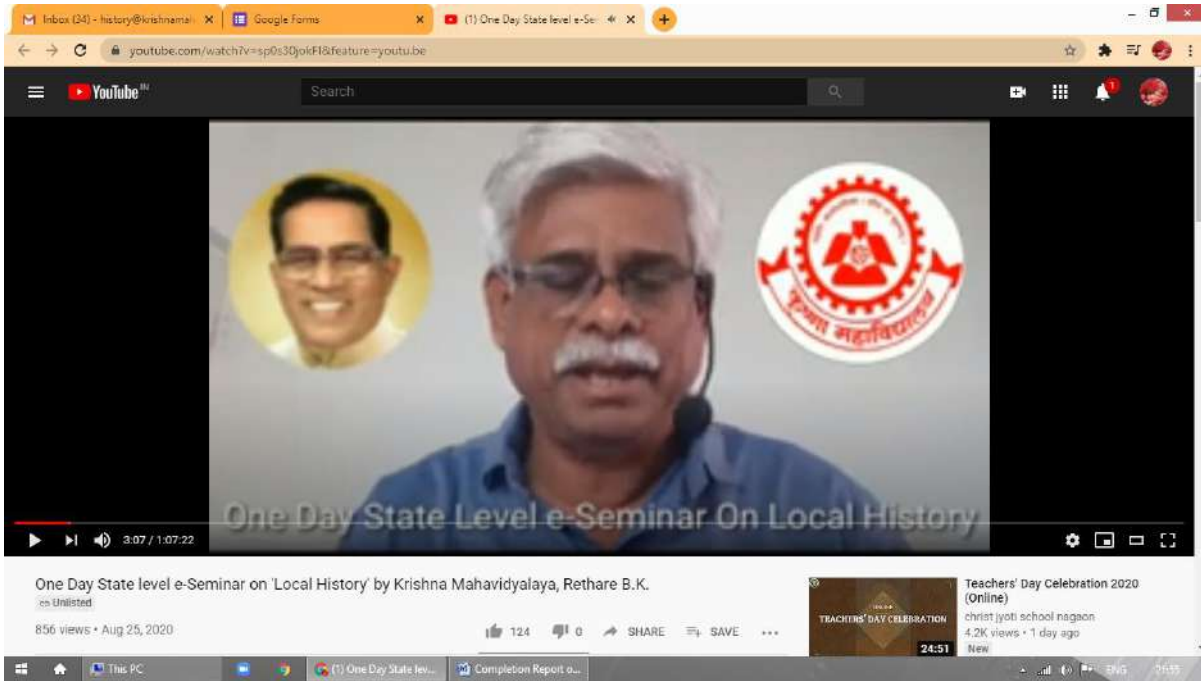 Inbox (34) - history@krishnamah
Google Forms
(1) One Day State level e-Se
youtube.com/watch?v=sp0s30jokFI&feature=youtu.be
YouTube IN
Search
1
कृष्णा महाविद्यालय
One Day State Level e-Seminar On Local History
3:07 / 1:07:22
One Day State level e-Seminar on 'Local History' by Krishna Mahavidyalaya, Rethare B.K.
Unlisted
856 views • Aug 25, 2020
124 0 SHARE SAVE
TEACHERS' DAY CELEBRATION
24:51
Teachers' Day Celebration 2020
(Online)
christ jyoti school nagaon
4.2K views • 1 day ago
New
This PC
(1) One Day State lev...
Completion Report o...
ENG
21:55